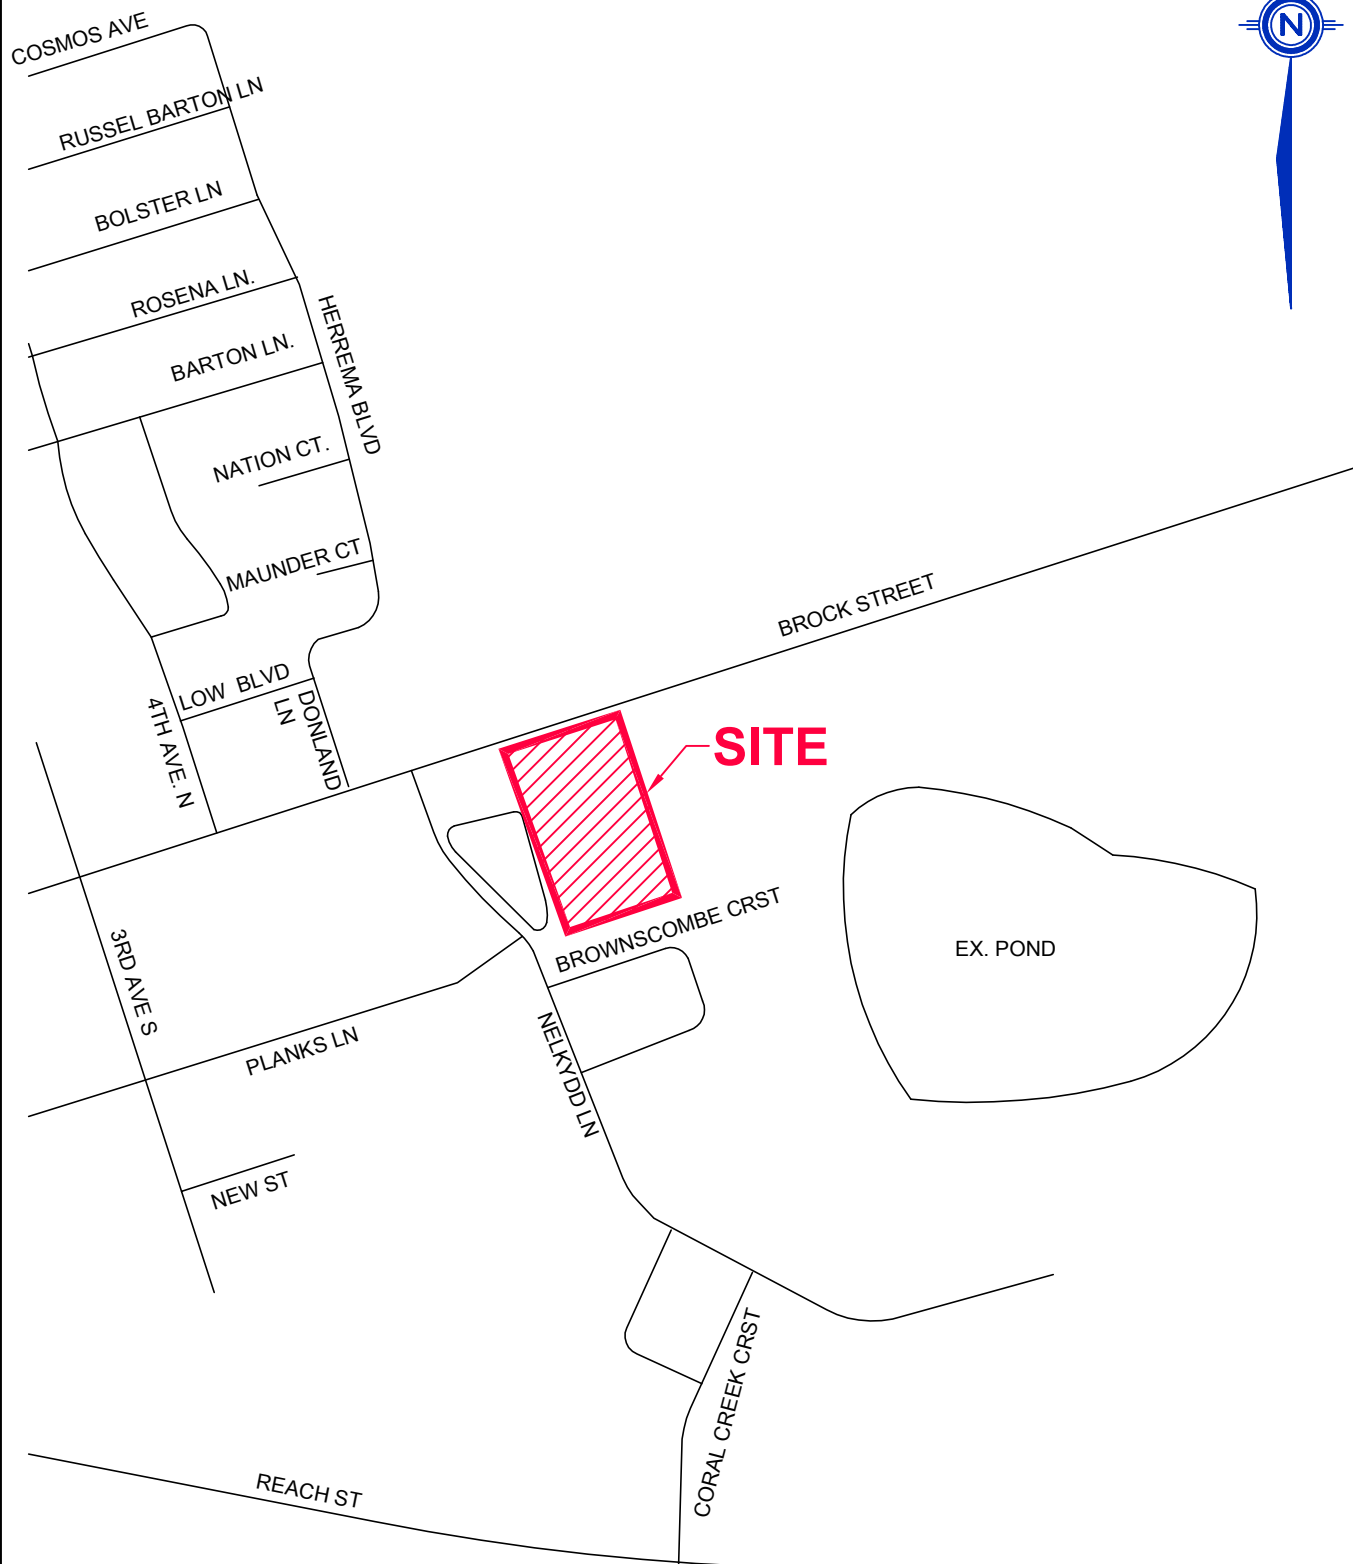 COSMOS AVE
N
RUSSEL BARTON LN
BOLSTER LN
ROSENA LN.
HERREMA BLVD
BARTON LN.
NATION CT.
MAUNDER CT
BROCK STREET
LOW BLVD
4TH AVE. N
DONLAND
LN
SITE
BROWNSCOMBE CRST
3RD AVE S
EX. POND
PLANKS LN
NELKYDD LN
NEW ST
CORAL CREEK CRST
REACH ST